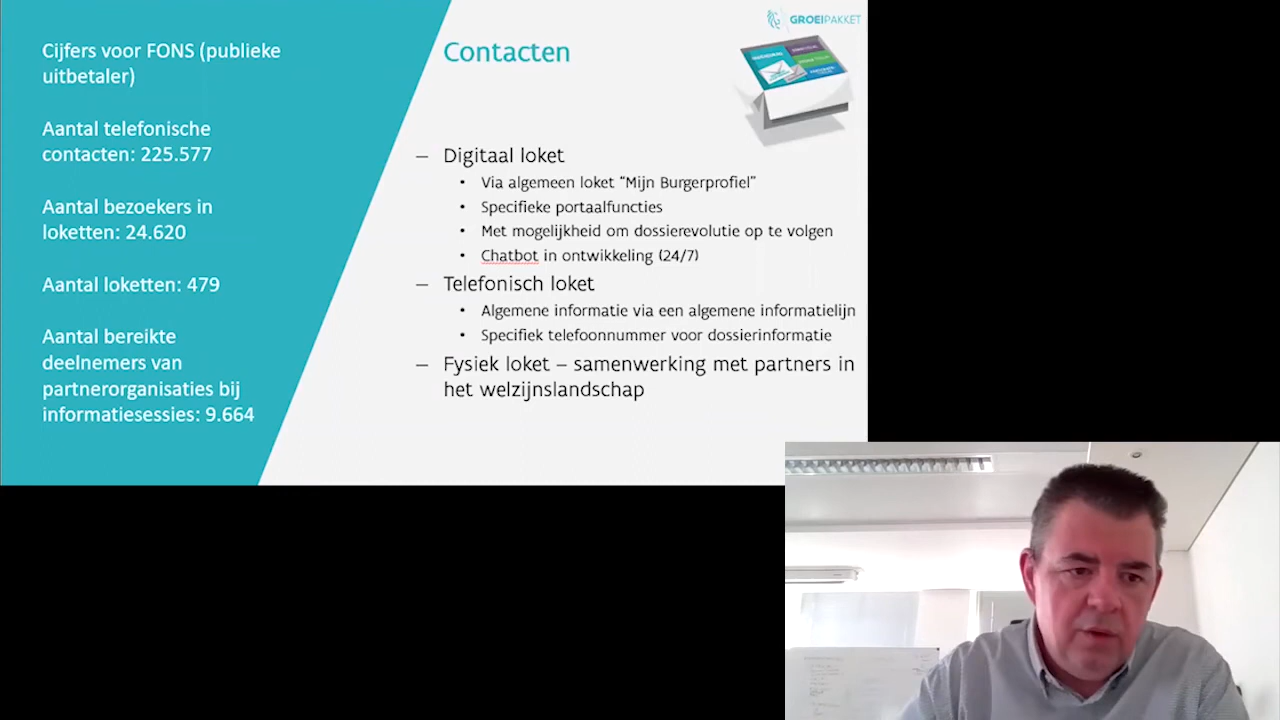 Cijfers voor FONS (publieke
uitbetaler)
Aantal telefonische
contacten: 225.577
Aantal bezoekers in
loketten: 24.620
Aantal loketten: 479
Aantal bereikte
deelnemers van
partnerorganisaties bij
informatiesessies: 9.664
GROEIPAKKET
Contacten
– Digitaal loket
• Via algemeen loket “Mijn Burgerprofiel”
• Specifieke portaalfuncties
• Met mogelijkheid om dossierevolutie op te volgen
• Chatbot in ontwikkeling (24/7)
– Telefonisch loket
• Algemene informatie via een algemene informatielijn
• Specifiek telefoonnummer voor dossierinformatie
– Fysiek loket – samenwerking met partners in
het welzijnslandschap